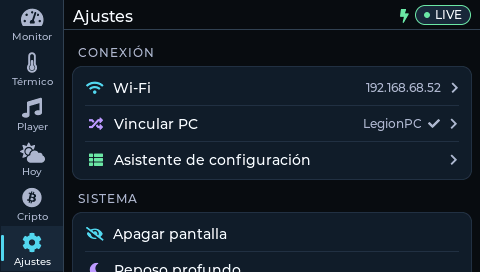 Monitor
Térmico
Player
Hoy
Cripto
Ajustes
Ajustes
LIVE
CONEXIÓN
Wi-Fi 192.168.68.52
Vincular PC LegionPC
Asistente de configuración
SISTEMA
Apagar pantalla
Reposo profundo